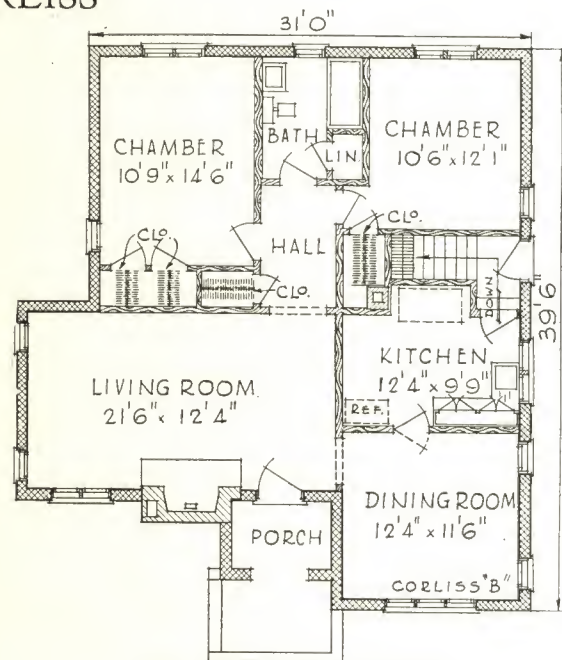 31'0"
CHAMBER
10'9" x 14'6"
BATH
LIN.
CHAMBER
10'6" x 12'1"
CLO.
HALL
CLO.
CLO.
DOWN
39'6"
LIVING ROOM
21'6" x 12'4"
KITCHEN
12'4" x 9'9"
REF.
PORCH
DINING ROOM
12'4" x 11'6"
CORLISS "B"